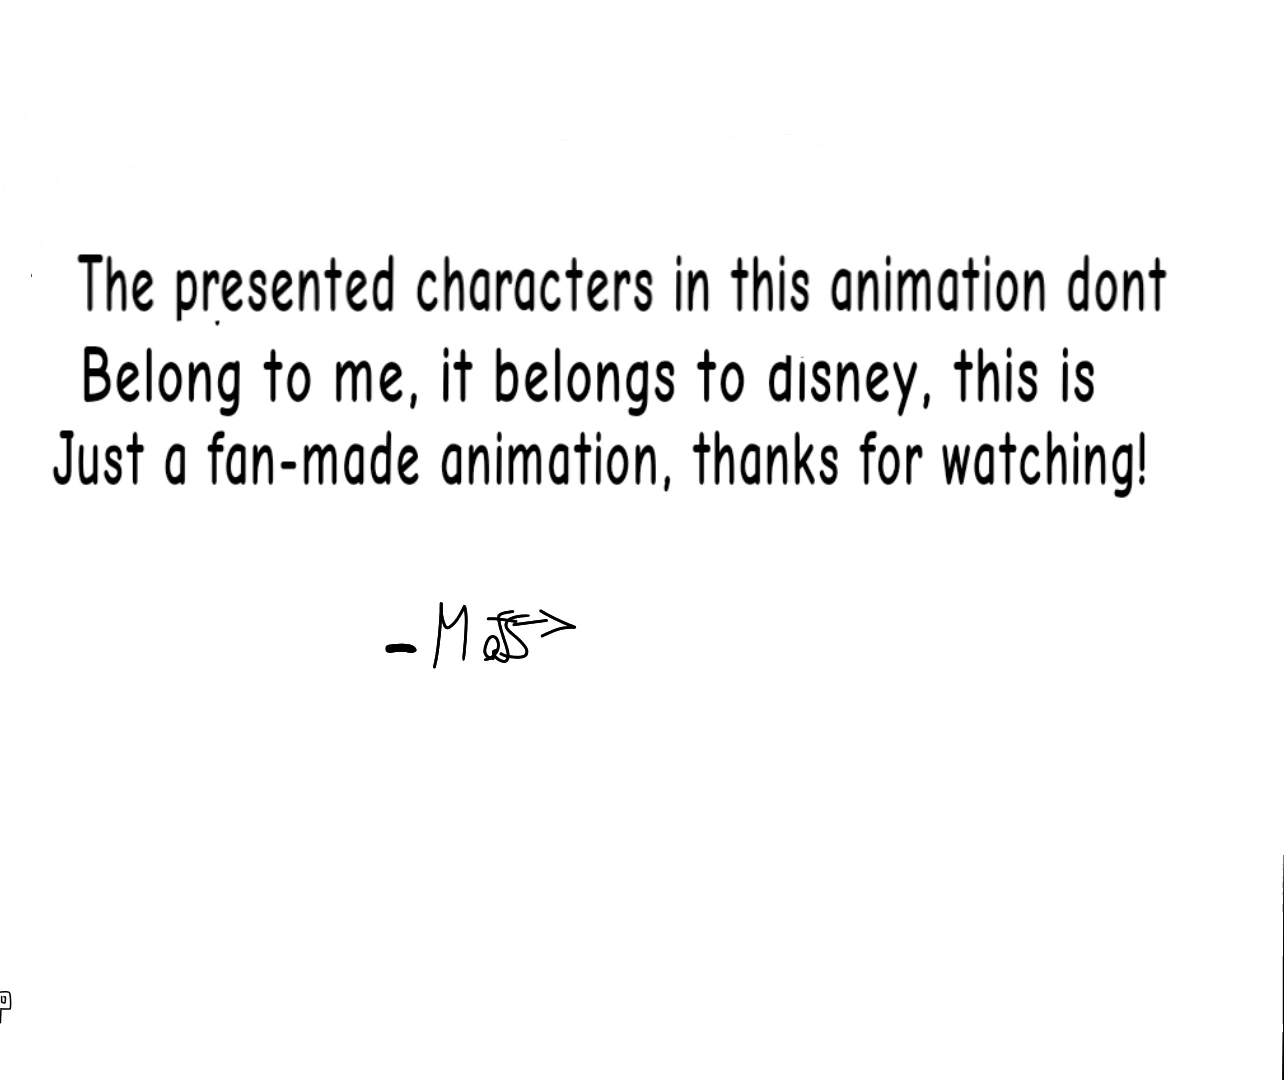 The presented characters in this animation dont
Belong to me, it belongs to disney, this is
Just a fan-made animation, thanks for watching!